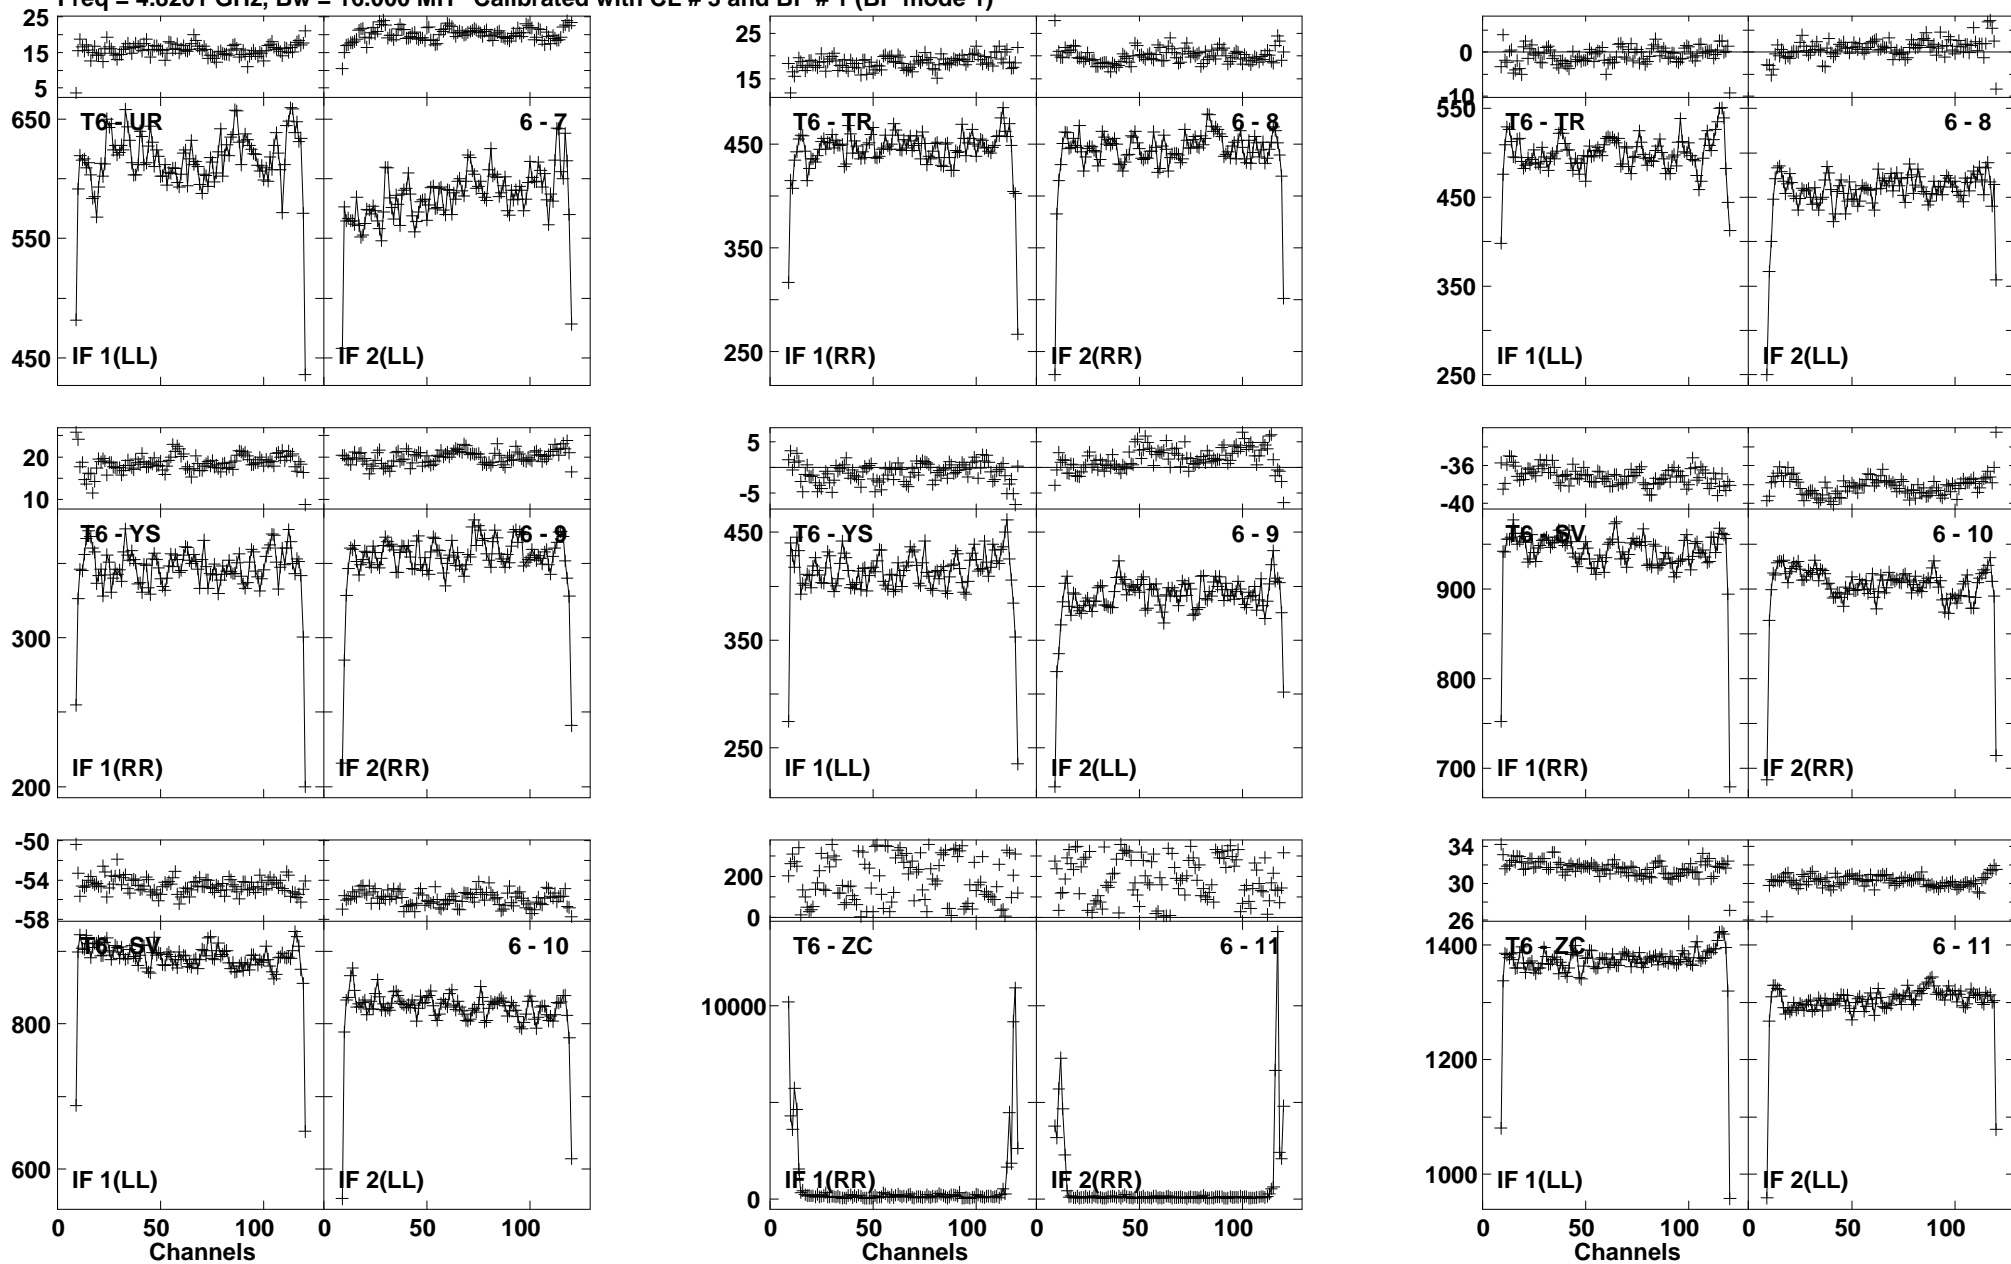 Freq = 4.8201 GHz, Bw = 16.000 MH Calibrated with CL # 3 and BP # 1 (BP mode 1)
25
15
5
650
550
450
T6 - UR
6 - 7
IF 1(LL)
IF 2(LL)
25
15
450
350
250
T6 - TR
6 - 8
IF 1(RR)
IF 2(RR)
0
-10
550
450
350
250
T6 - TR
6 - 8
IF 1(LL)
IF 2(LL)
20
10
300
200
T6 - YS
6 - 9
IF 1(RR)
IF 2(RR)
5
-5
450
350
250
T6 - YS
6 - 9
IF 1(LL)
IF 2(LL)
-36
-40
900
800
700
T6 - SV
6 - 10
IF 1(RR)
IF 2(RR)
-50
-54
-58
800
600
T6 - SV
6 - 10
IF 1(LL)
IF 2(LL)
0 50 100 0 50 100
Channels
200
0
10000
0
T6 - ZC
6 - 11
IF 1(RR)
IF 2(RR)
0 50 100 0 50 100
Channels
34
30
26
1400
1200
1000
T6 - ZC
6 - 11
IF 1(LL)
IF 2(LL)
0 50 100 0 50 100
Channels